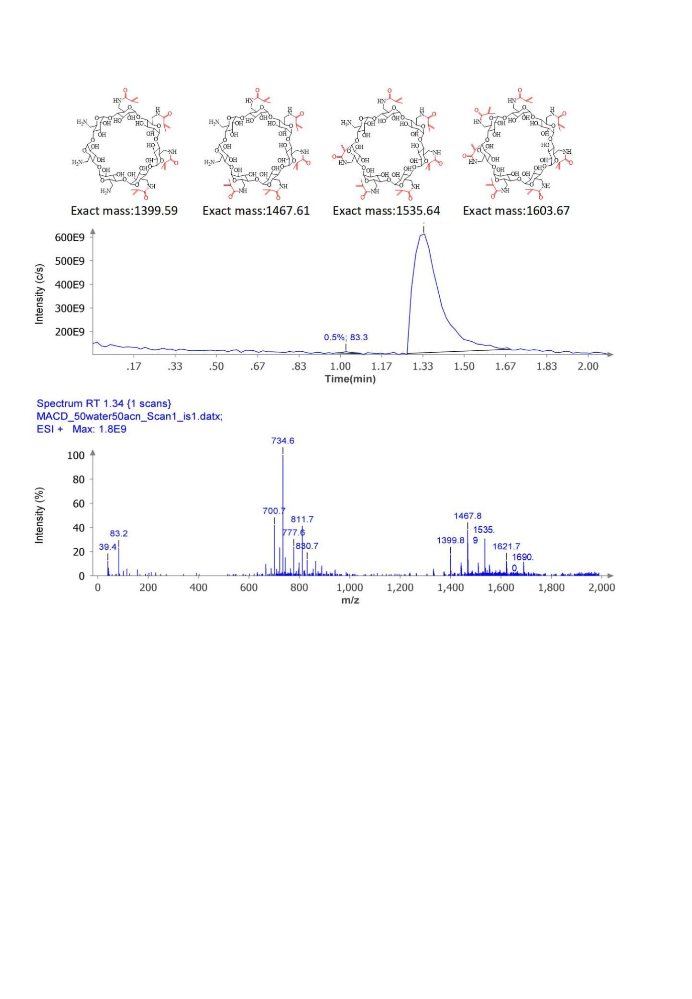 Exact mass:1399.59
Exact mass:1467.61
Exact mass:1535.64
Exact mass:1603.67
600E9
500E9
400E9
300E9
200E9
Intensity (c/s)
0.5%; 83.3
.17 .33 .50 .67 .83 1.00 1.17 1.33 1.50 1.67 1.83 2.00
Time(min)
Spectrum RT 1.34 {1 scans}
MACD_50water50acn_Scan1_is1.datx;
ESI + Max: 1.8E9
100
80
60
40
20
0
Intensity (%)
39.4
83.2
700.7
734.6
777.6
811.7
830.7
1399.8
1467.8
1535.
9
1621.7
1690.
0
0 200 400 600 800 1,000 1,200 1,400 1,600 1,800 2,000
m/z